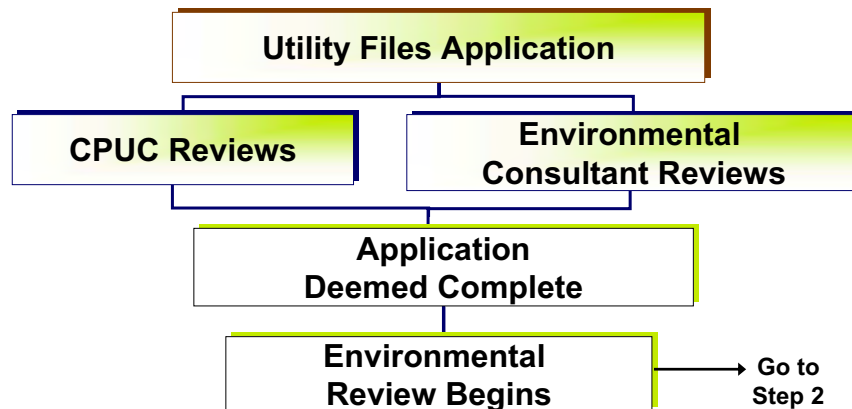 Utility Files Application
CPUC Reviews
Environmental
Consultant Reviews
Application
Deemed Complete
Environmental
Review Begins
Go to
Step 2